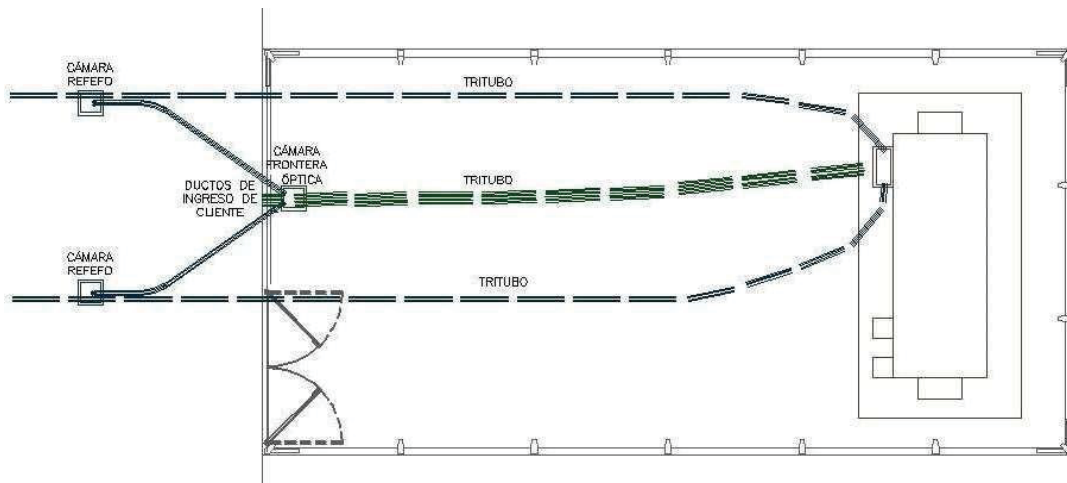 CÁMARA
REFEFO
TRITUBO
CÁMARA
FRONTERA
ÓPTICA
DUCTOS DE
INGRESO DE
CLIENTE
TRITUBO
CÁMARA
REFEFO
TRITUBO